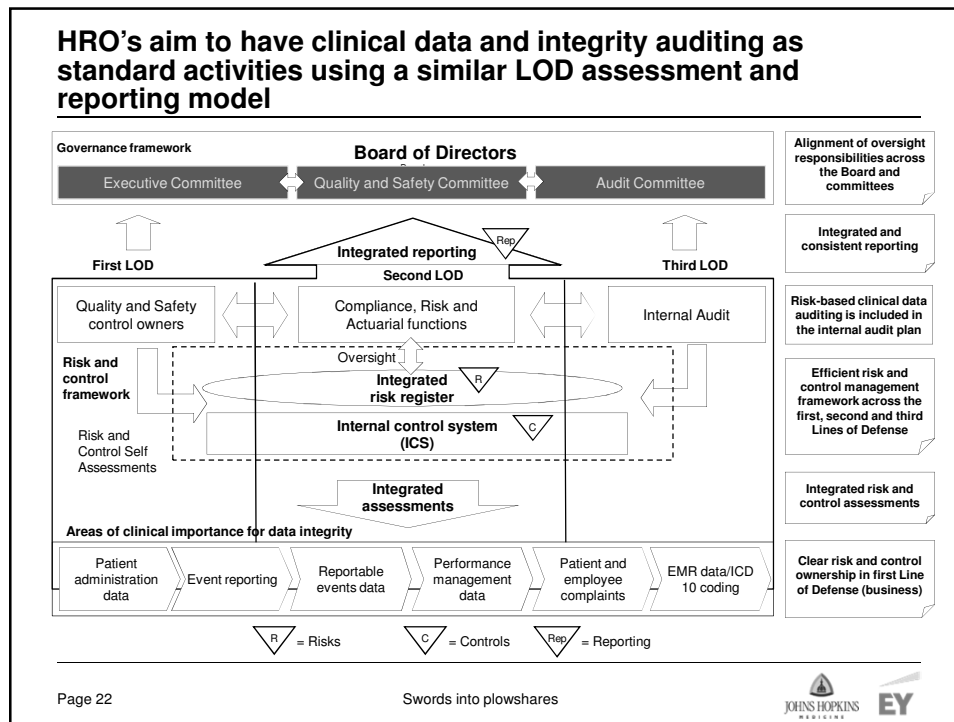 HRO's aim to have clinical data and integrity auditing as
standard activities using a similar LOD assessment and
reporting model
Governance framework
Board of Directors
Executive Committee
Quality and Safety Committee
Audit Committee
First LOD
Integrated reporting
Rep
Second LOD
Third LOD
Quality and Safety
control owners
Compliance, Risk and
Actuarial functions
Internal Audit
Oversight
Risk and
control
framework
Integrated
risk register
R
Internal control system
(ICS)
C
Risk and
Control Self
Assessments
Integrated
assessments
Areas of clinical importance for data integrity
Patient
administration
data
Event reporting
Reportable
events data
Performance
management
data
Patient and
employee
complaints
EMR data/ICD
10 coding
R = Risks
C = Controls
Rep = Reporting
Alignment of oversight
responsibilities across
the Board and
committees
Integrated and
consistent reporting
Risk-based clinical data
auditing is included in
the internal audit plan
Efficient risk and
control management
framework across the
first, second and third
Lines of Defense
Integrated risk and
control assessments
Clear risk and control
ownership in first Line
of Defense (business)
Page 22
Swords into plowshares
JOHNS HOPKINS
MEDICINE
EY